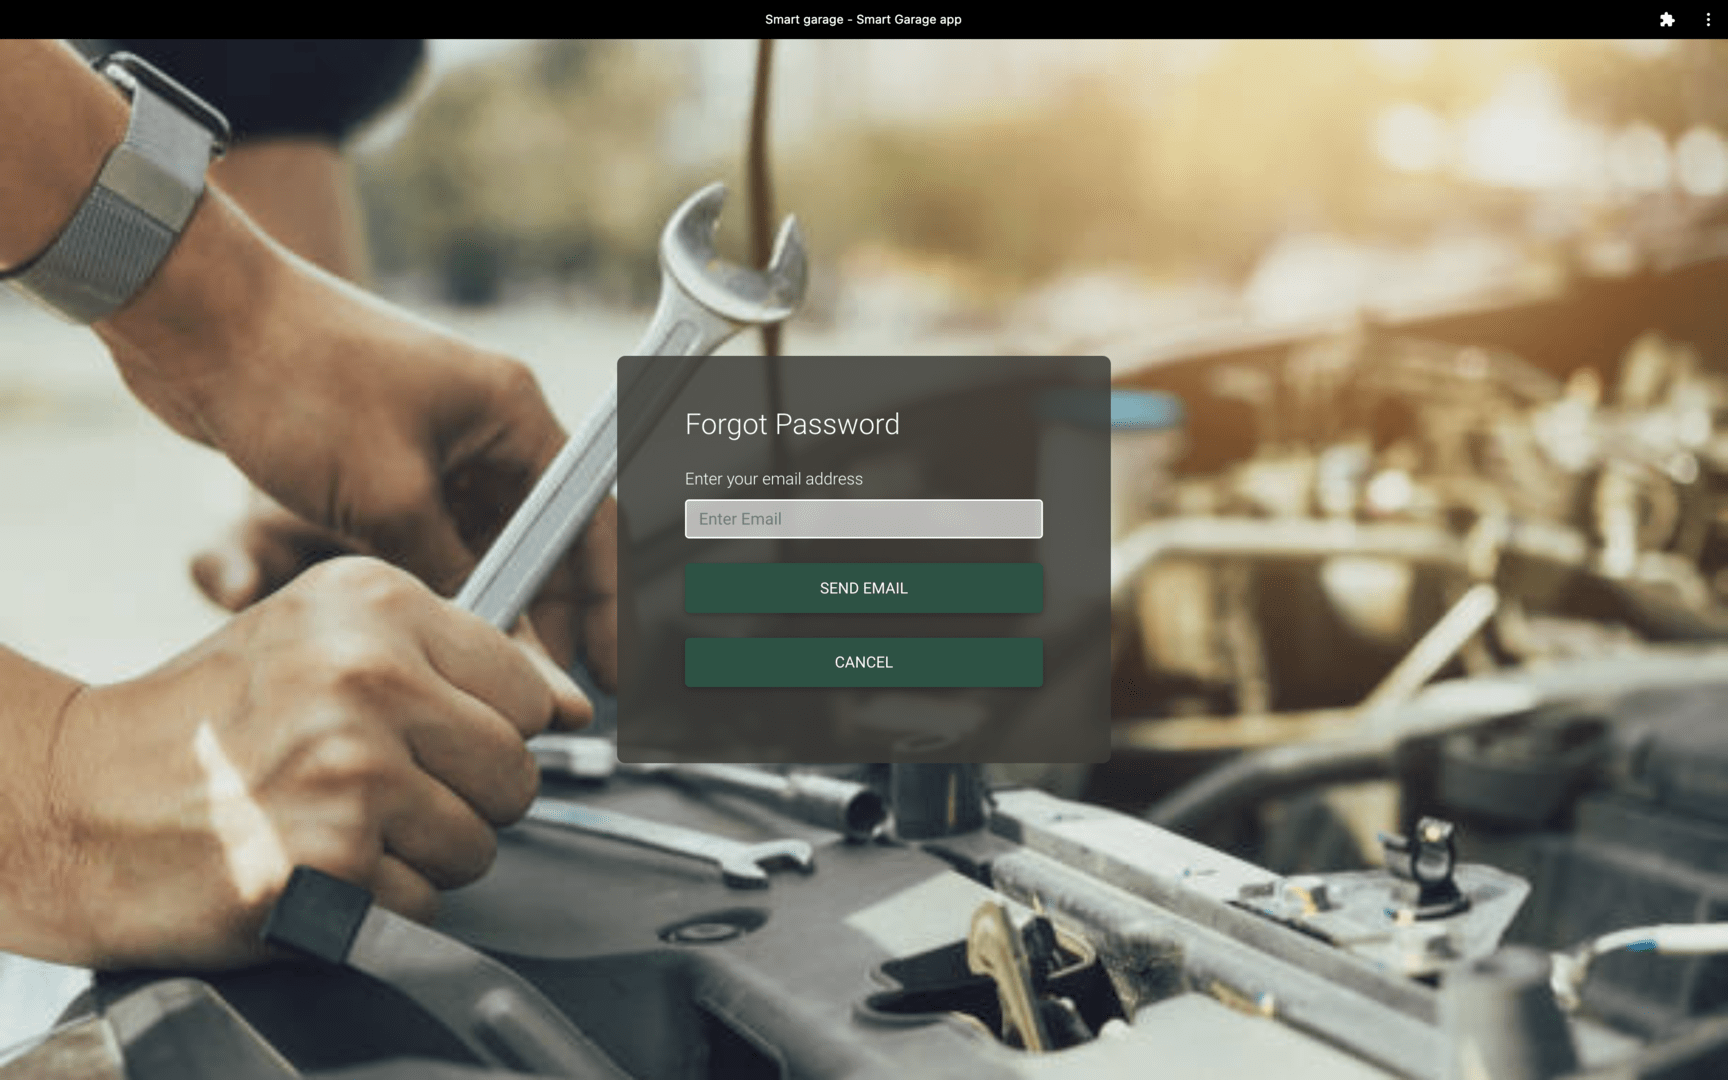 Smart garage - Smart Garage app
Forgot Password
Enter your email address
Enter Email
SEND EMAIL
CANCEL